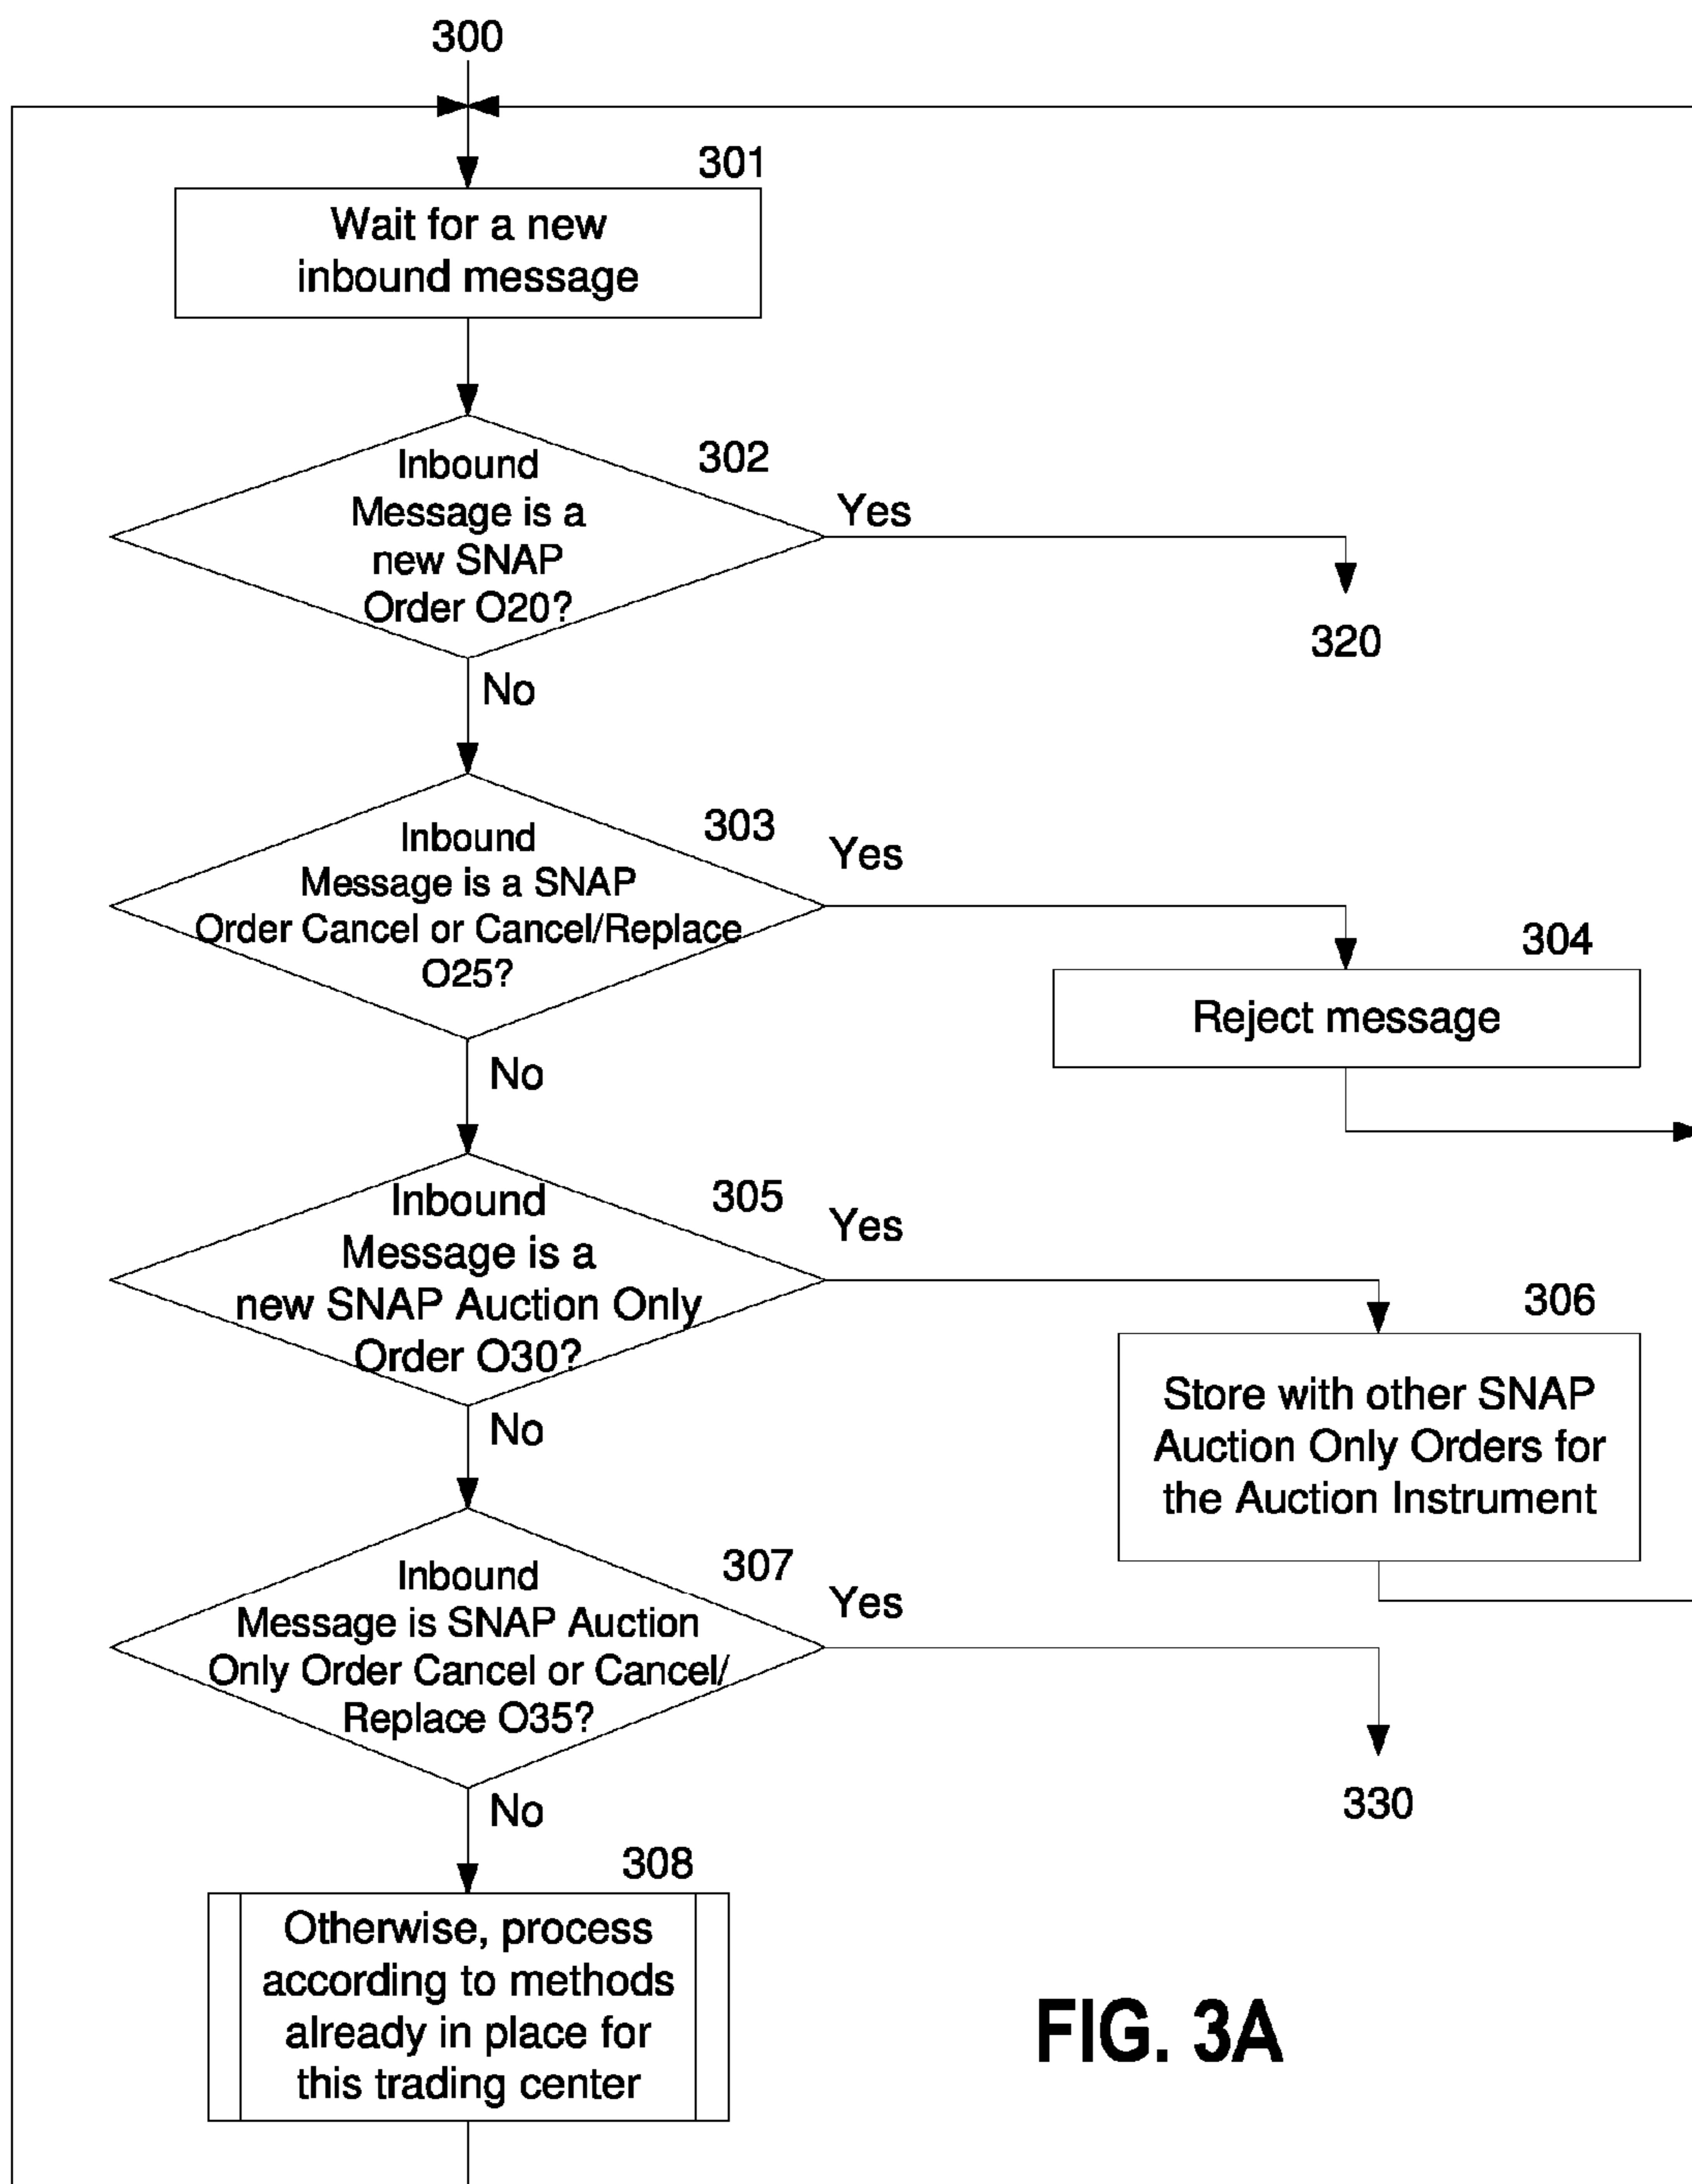 300
301
Wait for a new
inbound message
302
Inbound
Message is a
new SNAP
Order O20?
Yes
320
No
303
Inbound
Message is a SNAP
Order Cancel or Cancel/Replace
O25?
Yes
304
Reject message
No
305
Inbound
Message is a
new SNAP Auction Only
Order O30?
Yes
306
Store with other SNAP
Auction Only Orders for
the Auction Instrument
No
307
Inbound
Message is SNAP Auction
Only Order Cancel or Cancel/
Replace O35?
Yes
330
No
308
Otherwise, process
according to methods
already in place for
this trading center
FIG. 3A